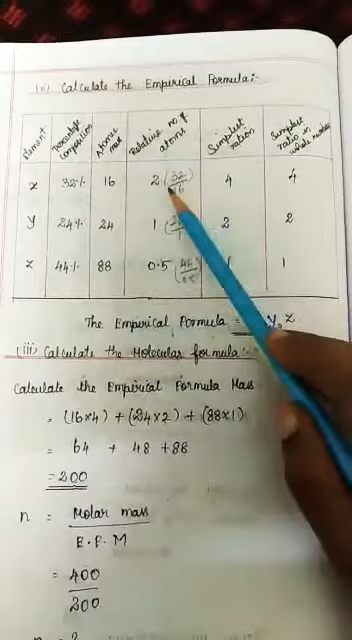 (ii) Calculate the Empirical Formula:-
Element Percentage composition Atomic mass Relative no. of atoms Simplest ration Simplest ratio in whole number
x 32% 16 2 (32/16) 4 4
y 24% 24 1 2 2
z 44% 88 0.5 1
The Empirical Formula = z
(iii) Calculate the Molecular formula:-
Calculate the Empirical Formula Mass
= (16×4) + (24×2) + (88×1)
= 64 + 48 + 88
= 200
n = Molar mass
E.F.M
= 400
200